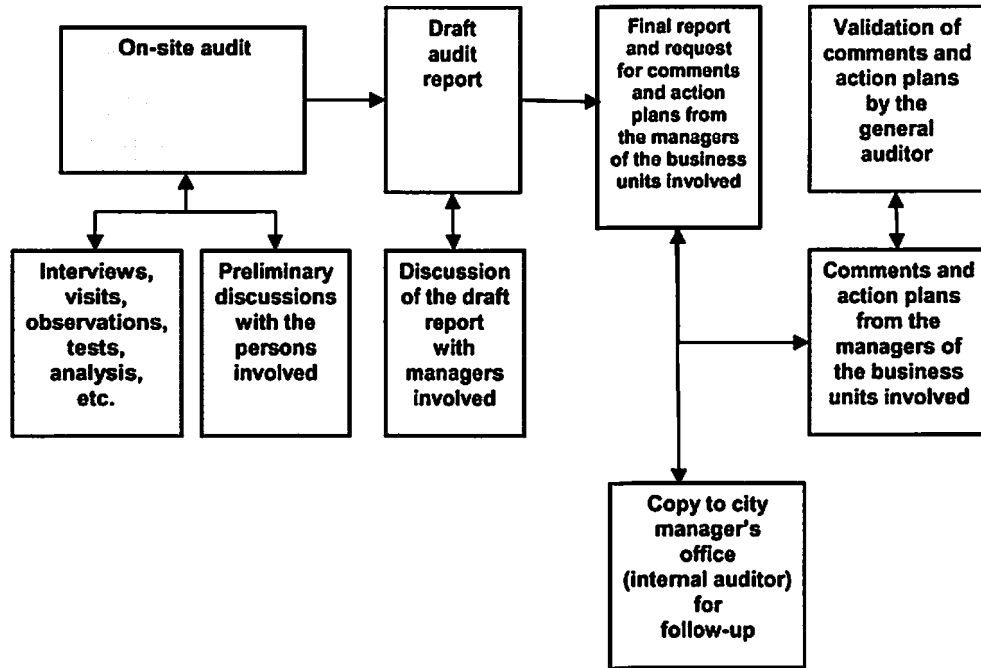 On-site audit
Draft
audit
report
Final report
and request
for comments
and action
plans from
the managers
of the business
units involved
Validation of
comments and
action plans
by the
general
auditor
Interviews,
visits,
observations,
tests,
analysis,
etc.
Preliminary
discussions
with the
persons
involved
Discussion
of the draft
report
with
managers
involved
Comments and
action plans
from the
managers of
the business
units involved
Copy to city
manager's
office
(internal auditor)
for
follow-up